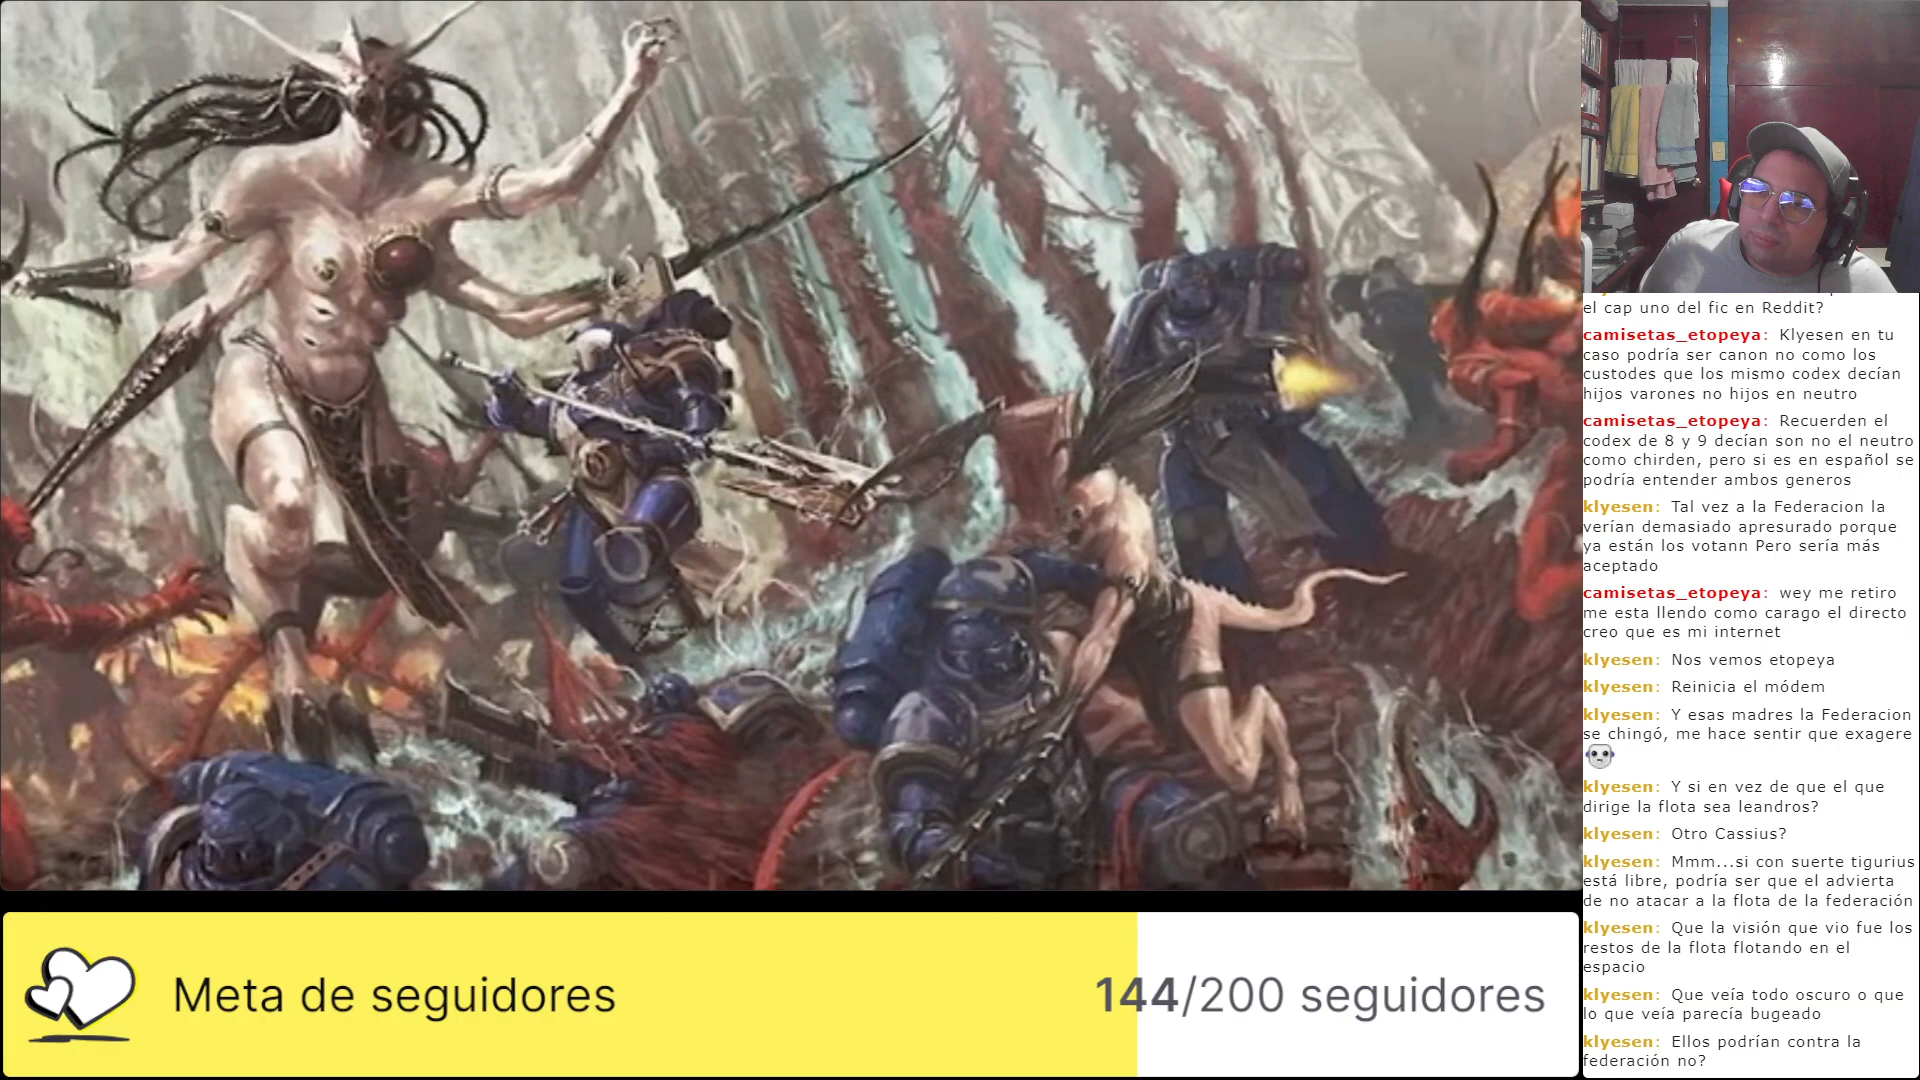 el cap uno del fic en Reddit?
camisetas_etopeya: Klyesen en tu
caso podría ser canon no como los
custodes que los mismo codex decían
hijos varones no hijos en neutro
camisetas_etopeya: Recuerden el
codex de 8 y 9 decían son no el neutro
como chirden, pero si es en español se
podría entender ambos generos
klyesen: Tal vez a la Federacion la
verían demasiado apresurado porque
ya están los votann Pero sería más
aceptado
camisetas_etopeya: wey me retiro
me esta llendo como carago el directo
creo que es mi internet
klyesen: Nos vemos etopeya
klyesen: Reinicia el módem
klyesen: Y esas madres la Federacion
se chingó, me hace sentir que exagere
klyesen: Y si en vez de que el que
dirige la flota sea leandros?
klyesen: Otro Cassius?
klyesen: Mmm...si con suerte tigurius
está libre, podría ser que el advierta
de no atacar a la flota de la federación
klyesen: Que la visión que vio fue los
restos de la flota flotando en el
espacio
klyesen: Que veía todo oscuro o que
lo que veía parecía bugeado
klyesen: Ellos podrían contra la
federación no?
Meta de seguidores
144/200 seguidores